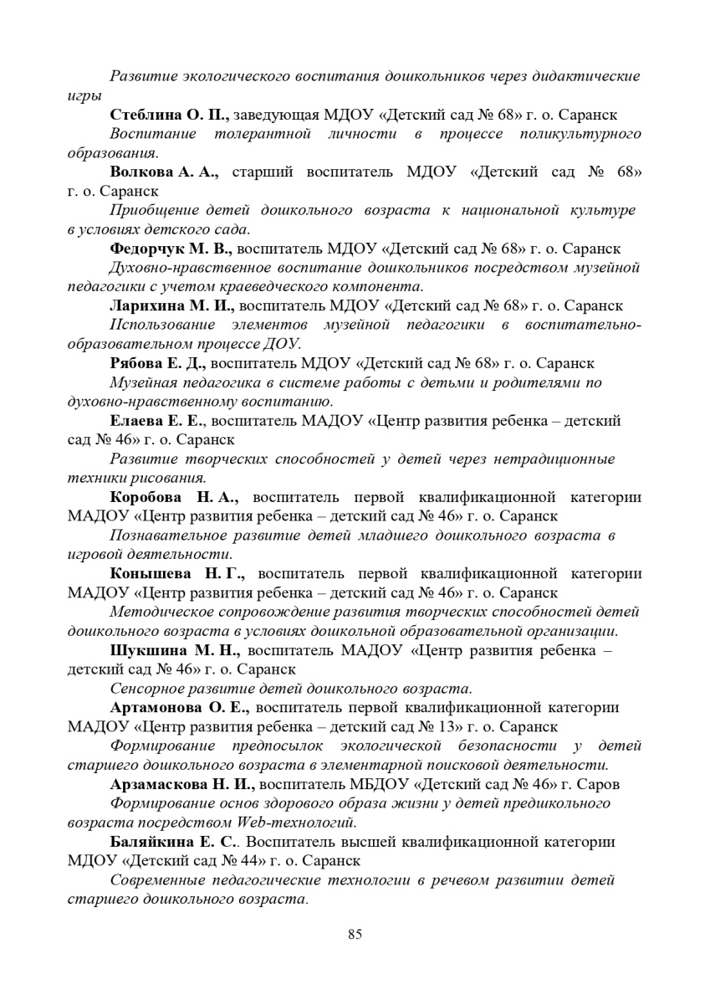 Развитие экологического воспитания дошкольников через дидактические
игры
Стеблина О. П., заведующая МДОУ «Детский сад № 68» г. о. Саранск
Воспитание толерантной личности в процессе поликультурного
образования.
Волкова А. А., старший воспитатель МДОУ «Детский сад № 68»
г. о. Саранск
Приобщение детей дошкольного возраста к национальной культуре
в условиях детского сада.
Федорчук М. В., воспитатель МДОУ «Детский сад № 68» г. о. Саранск
Духовно-нравственное воспитание дошкольников посредством музейной
педагогики с учетом краеведческого компонента.
Ларихина М. И., воспитатель МДОУ «Детский сад № 68» г. о. Саранск
Использование элементов музейной педагогики в воспитательно-
образовательном процессе ДОУ.
Рябова Е. Д., воспитатель МДОУ «Детский сад № 68» г. о. Саранск
Музейная педагогика в системе работы с детьми и родителями по
духовно-нравственному воспитанию.
Елаева Е. Е., воспитатель МАДОУ «Центр развития ребенка – детский
сад № 46» г. о. Саранск
Развитие творческих способностей у детей через нетрадиционные
техники рисования.
Коробова Н. А., воспитатель первой квалификационной категории
МАДОУ «Центр развития ребенка – детский сад № 46» г. о. Саранск
Познавательное развитие детей младшего дошкольного возраста в
игровой деятельности.
Конышева Н. Г., воспитатель первой квалификационной категории
МАДОУ «Центр развития ребенка – детский сад № 46» г. о. Саранск
Методическое сопровождение развития творческих способностей детей
дошкольного возраста в условиях дошкольной образовательной организации.
Шукшина М. Н., воспитатель МАДОУ «Центр развития ребенка –
детский сад № 46» г. о. Саранск
Сенсорное развитие детей дошкольного возраста.
Артамонова О. Е., воспитатель первой квалификационной категории
МАДОУ «Центр развития ребенка – детский сад № 13» г. о. Саранск
Формирование предпосылок экологической безопасности у детей
старшего дошкольного возраста в элементарной поисковой деятельности.
Арзамаскова Н. И., воспитатель МБДОУ «Детский сад № 46» г. Саров
Формирование основ здорового образа жизни у детей предшкольного
возраста посредством Web-технологий.
Баляйкина Е. С.. Воспитатель высшей квалификационной категории
МДОУ «Детский сад № 44» г. о. Саранск
Современные педагогические технологии в речевом развитии детей
старшего дошкольного возраста.
85